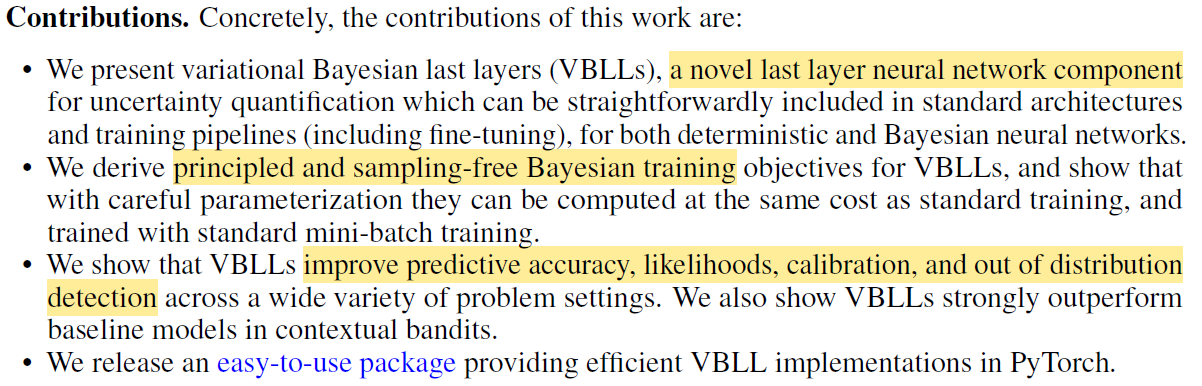 Contributions. Concretely, the contributions of this work are:
• We present variational Bayesian last layers (VBLLs), a novel last layer neural network component
for uncertainty quantification which can be straightforwardly included in standard architectures
and training pipelines (including fine-tuning), for both deterministic and Bayesian neural networks.
• We derive principled and sampling-free Bayesian training objectives for VBLLs, and show that
with careful parameterization they can be computed at the same cost as standard training, and
trained with standard mini-batch training.
• We show that VBLLs improve predictive accuracy, likelihoods, calibration, and out of distribution
detection across a wide variety of problem settings. We also show VBLLs strongly outperform
baseline models in contextual bandits.
• We release an easy-to-use package providing efficient VBLL implementations in PyTorch.